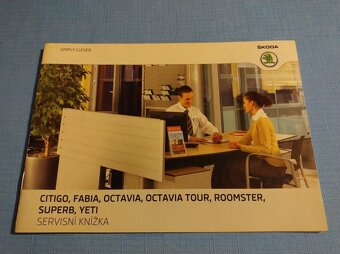 SIMPLY CLEVER
ŠKODA
CITIGO, FABIA, OCTAVIA, OCTAVIA TOUR, ROOMSTER,
SUPERB, YETI
SERVISNÍ KNÍŽKA